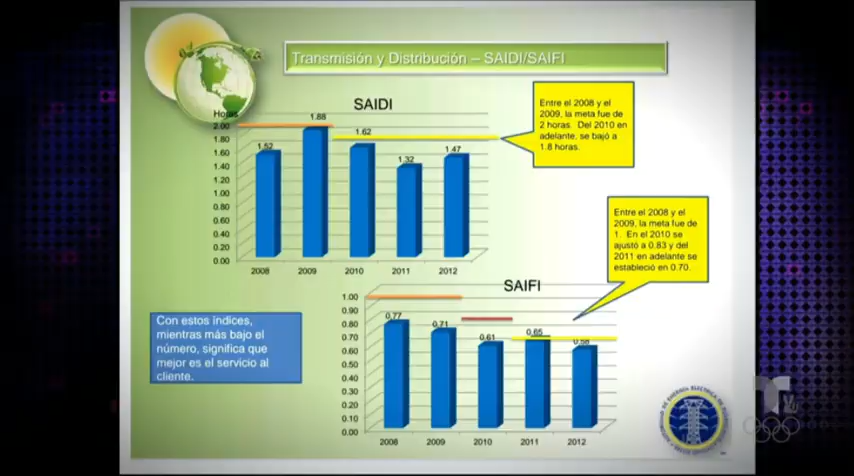 Transmisión y Distribución – SAIDI/SAIFI
SAIDI
Horas
2.00
1.80
1.60
1.40
1.20
1.00
0.80
0.60
0.40
0.20
0.00
1.52
1.88
1.62
1.32
1.47
2008
2009
2010
2011
2012
Entre el 2008 y el
2009, la meta fue de
2 horas. Del 2010 en
adelante, se bajó a
1.8 horas.
Entre el 2008 y el
2009, la meta fue de
1. En el 2010 se
ajustó a 0.83 y del
2011 en adelante se
estableció en 0.70.
SAIFI
1.00
0.90
0.80
0.70
0.60
0.50
0.40
0.30
0.20
0.10
0.00
0.77
0.71
0.61
0.65
0.58
2008
2009
2010
2011
2012
Con estos índices,
mientras más bajo el
número, significa que
mejor es el servicio al
cliente.